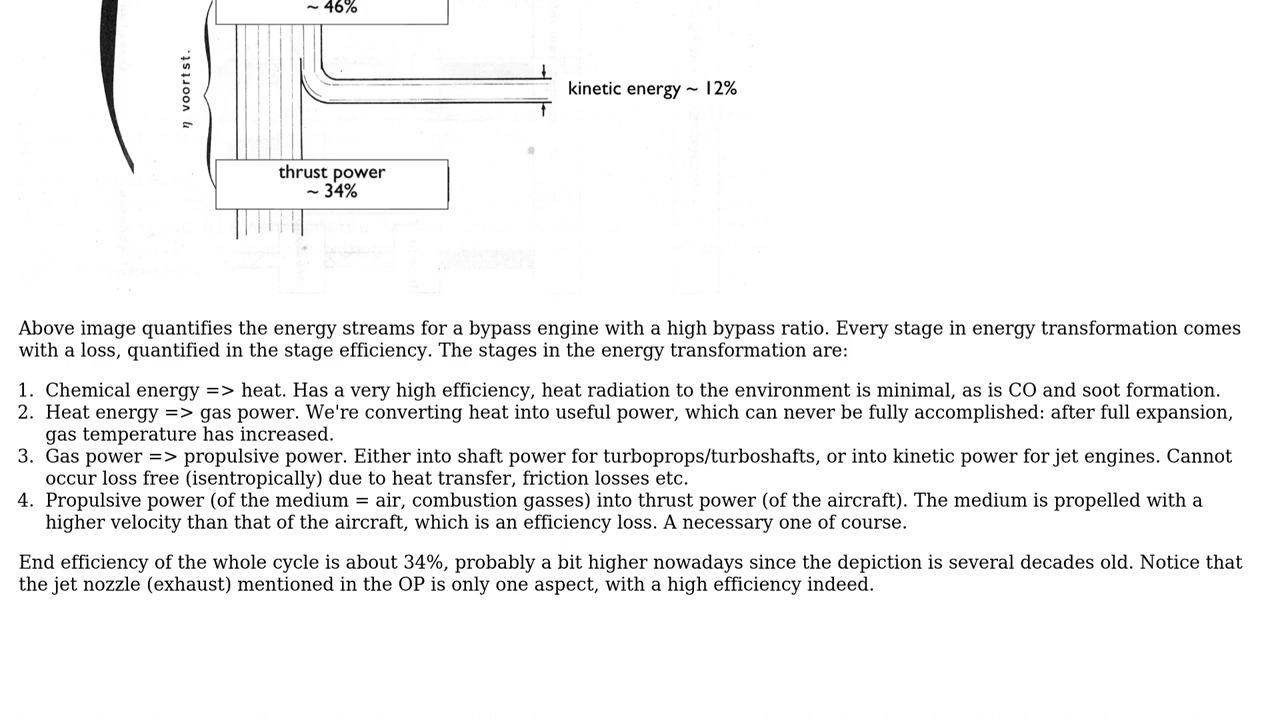 ~ 46%
η voortst.
kinetic energy ~ 12%
thrust power
~ 34%
Above image quantifies the energy streams for a bypass engine with a high bypass ratio. Every stage in energy transformation comes
with a loss, quantified in the stage efficiency. The stages in the energy transformation are:
1. Chemical energy => heat. Has a very high efficiency, heat radiation to the environment is minimal, as is CO and soot formation.
2. Heat energy => gas power. We're converting heat into useful power, which can never be fully accomplished: after full expansion,
gas temperature has increased.
3. Gas power => propulsive power. Either into shaft power for turboprops/turboshafts, or into kinetic power for jet engines. Cannot
occur loss free (isentropically) due to heat transfer, friction losses etc.
4. Propulsive power (of the medium = air, combustion gasses) into thrust power (of the aircraft). The medium is propelled with a
higher velocity than that of the aircraft, which is an efficiency loss. A necessary one of course.
End efficiency of the whole cycle is about 34%, probably a bit higher nowadays since the depiction is several decades old. Notice that
the jet nozzle (exhaust) mentioned in the OP is only one aspect, with a high efficiency indeed.